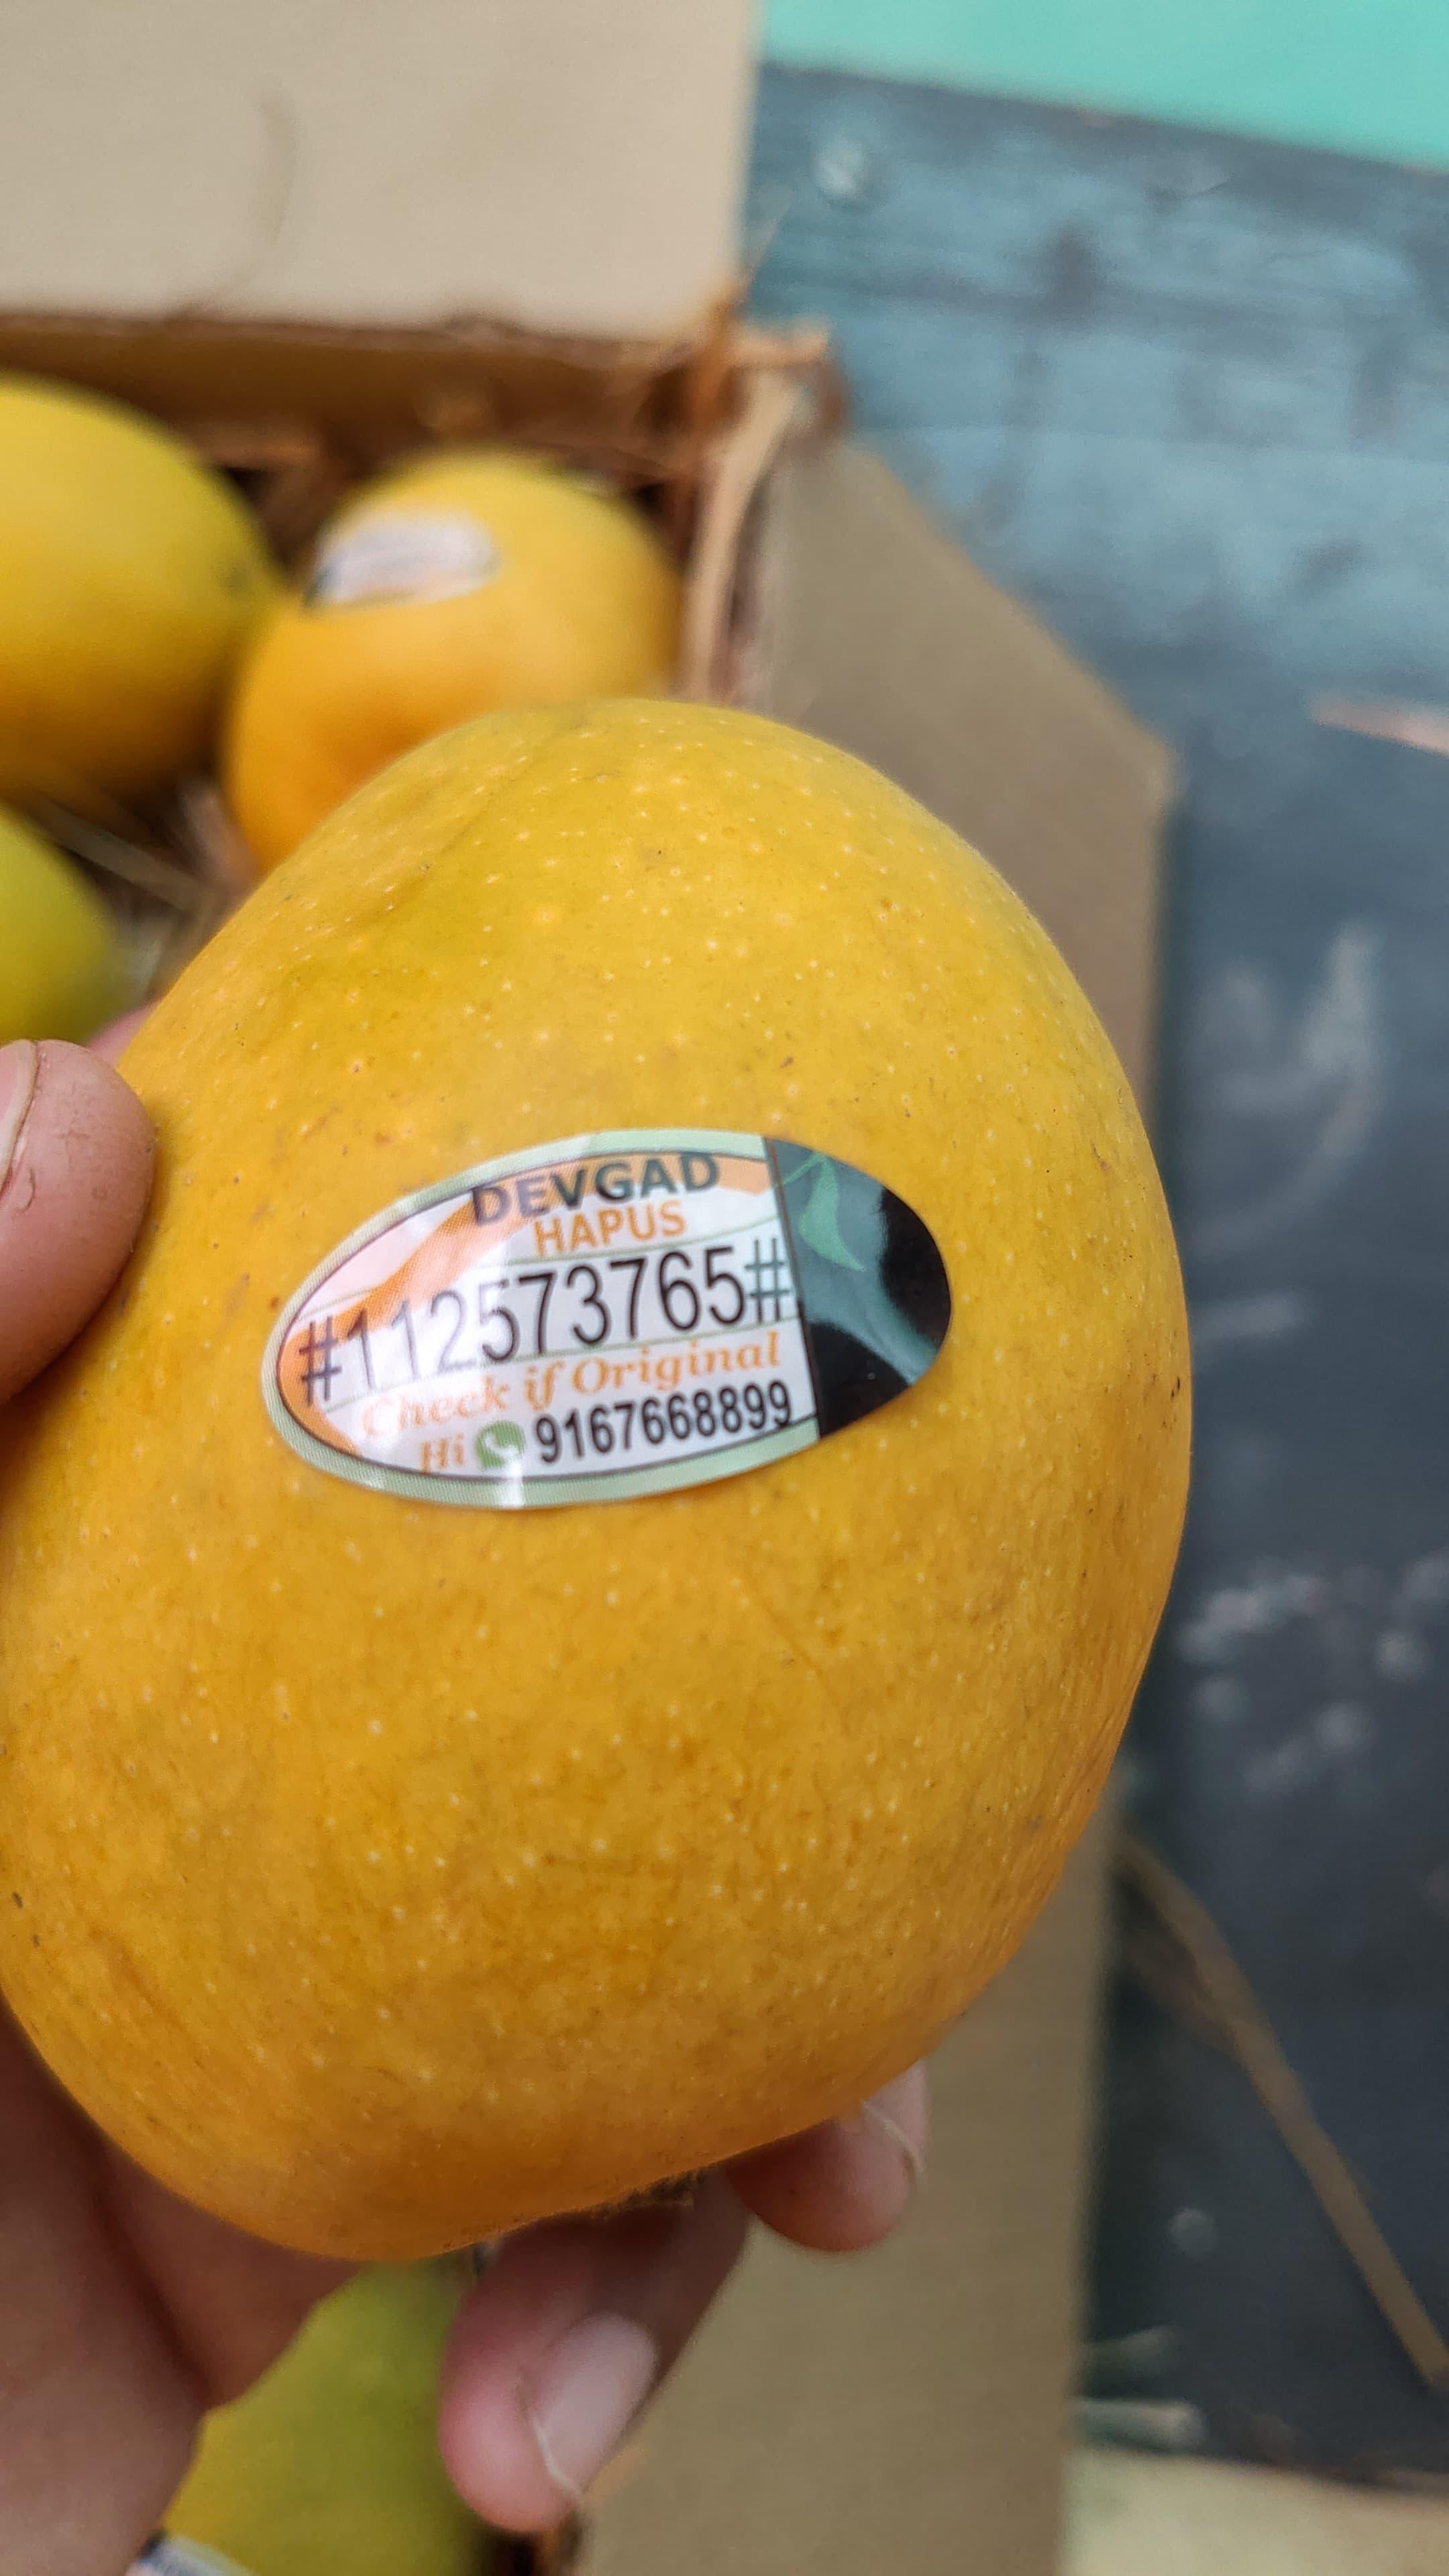 DEVGAD
HAPUS
#112573765#
Check if Original
Hi 9167668899